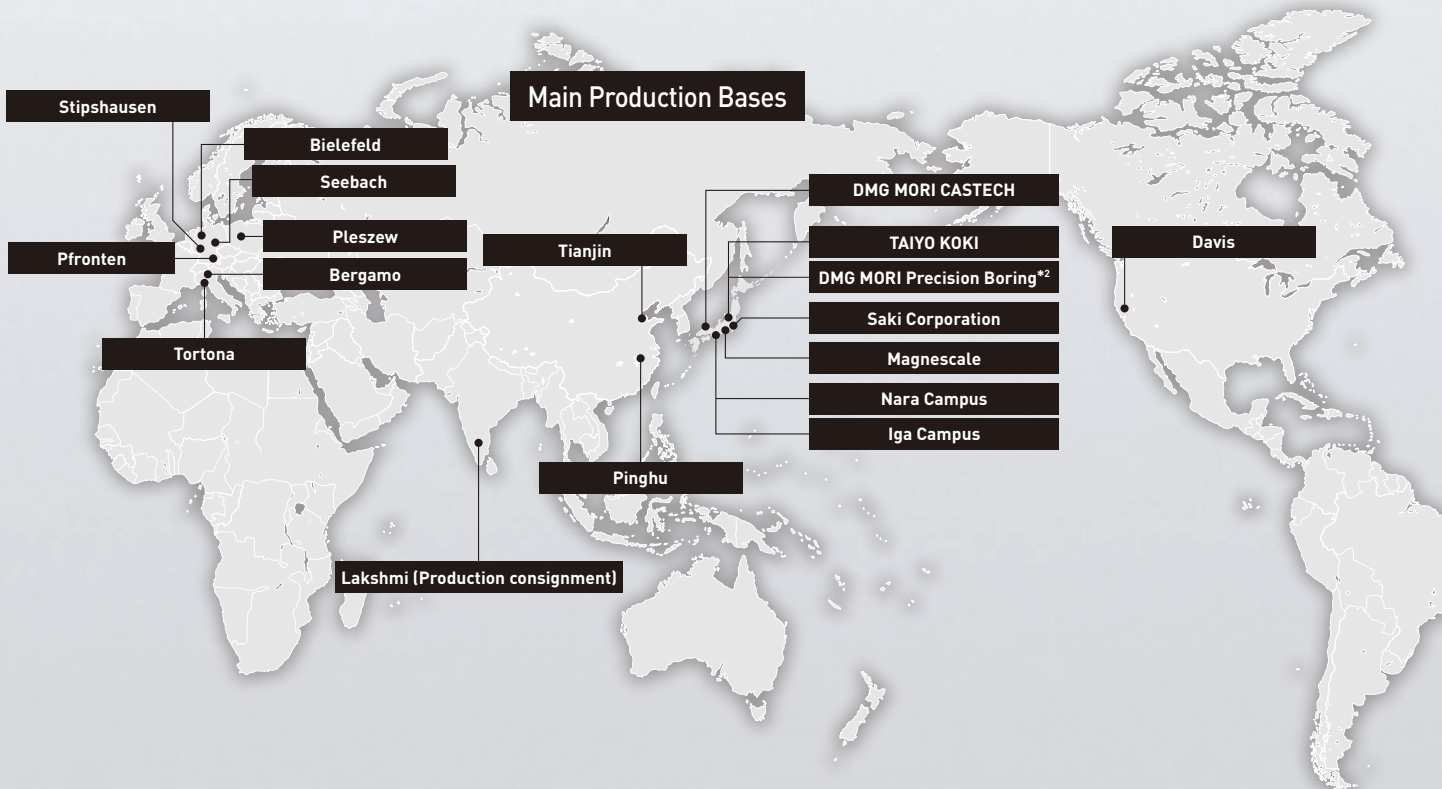 Main Production Bases
Stipshausen
Bielefeld
Seebach
Pleszew
Pfronten
Bergamo
Tortona
Tianjin
Pinghu
Lakshmi (Production consignment)
DMG MORI CASTECH
TAIYO KOKI
DMG MORI Precision Boring*2
Saki Corporation
Magnescale
Nara Campus
Iga Campus
Davis